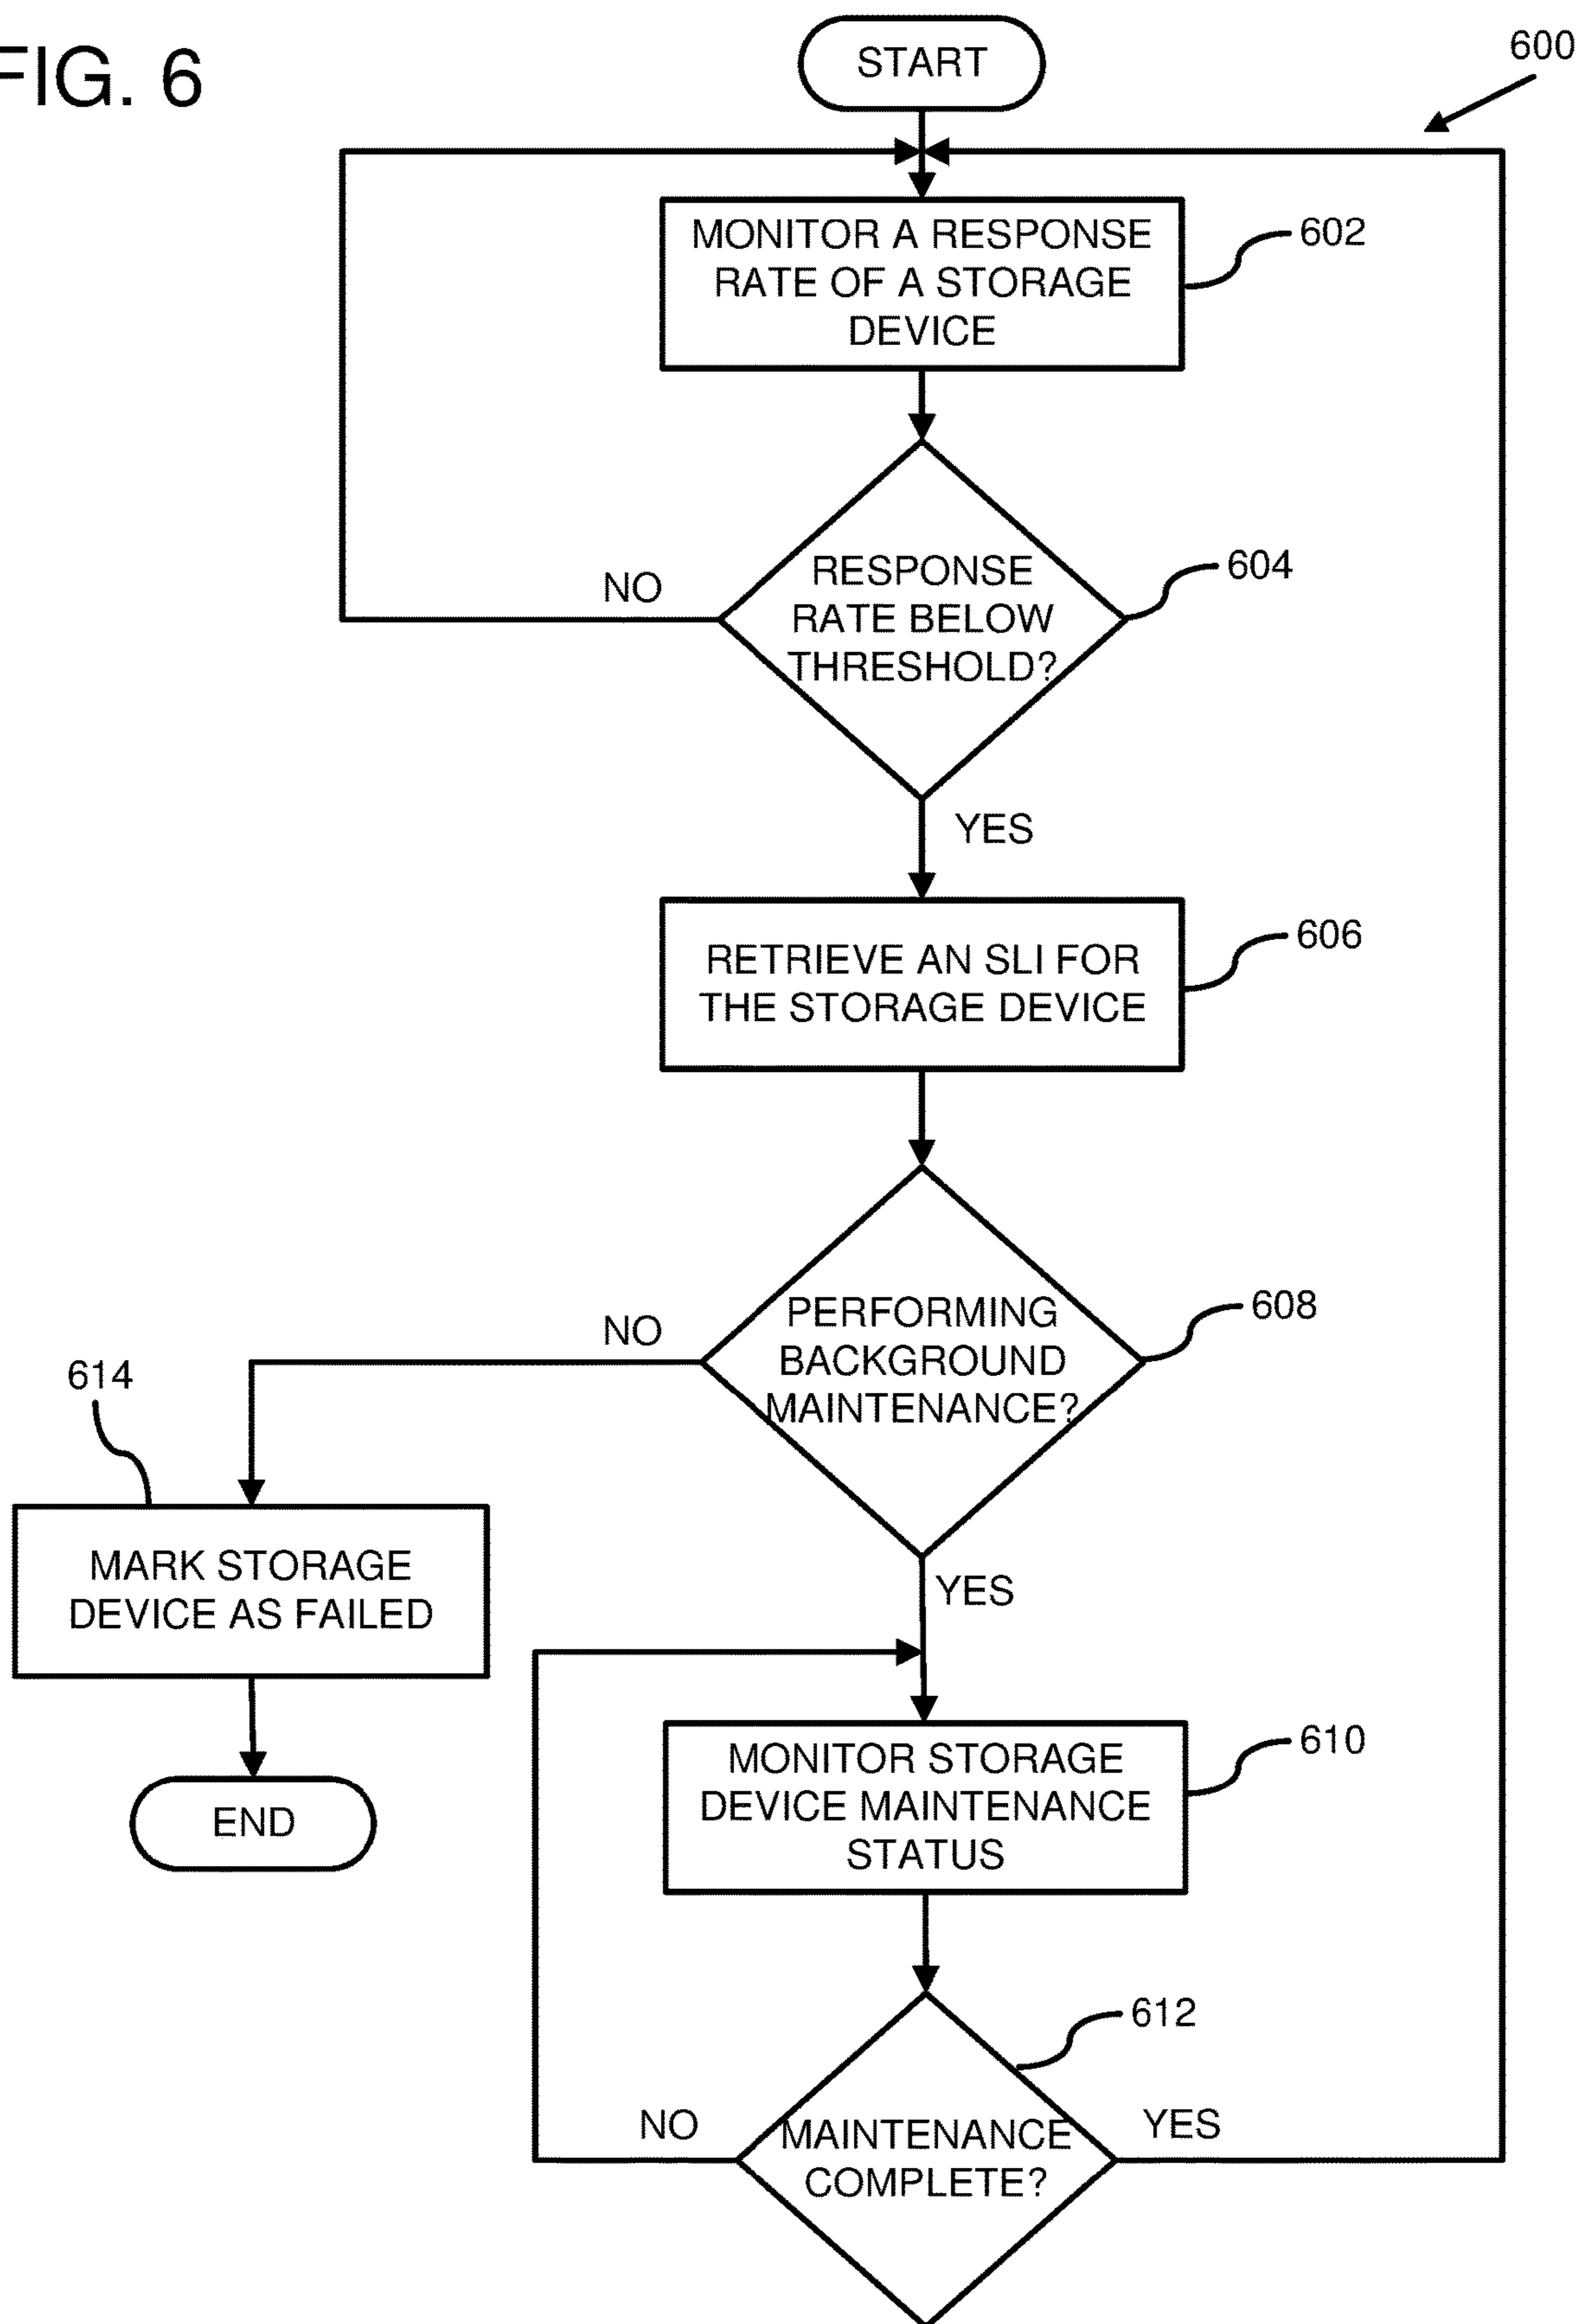 FIG. 6
START
600
MONITOR A RESPONSE
RATE OF A STORAGE
DEVICE
602
RESPONSE
RATE BELOW
THRESHOLD?
604
NO
YES
RETRIEVE AN SLI FOR
THE STORAGE DEVICE
606
PERFORMING
BACKGROUND
MAINTENANCE?
608
NO
614
MARK STORAGE
DEVICE AS FAILED
END
YES
MONITOR STORAGE
DEVICE MAINTENANCE
STATUS
610
612
MAINTENANCE
COMPLETE?
NO
YES